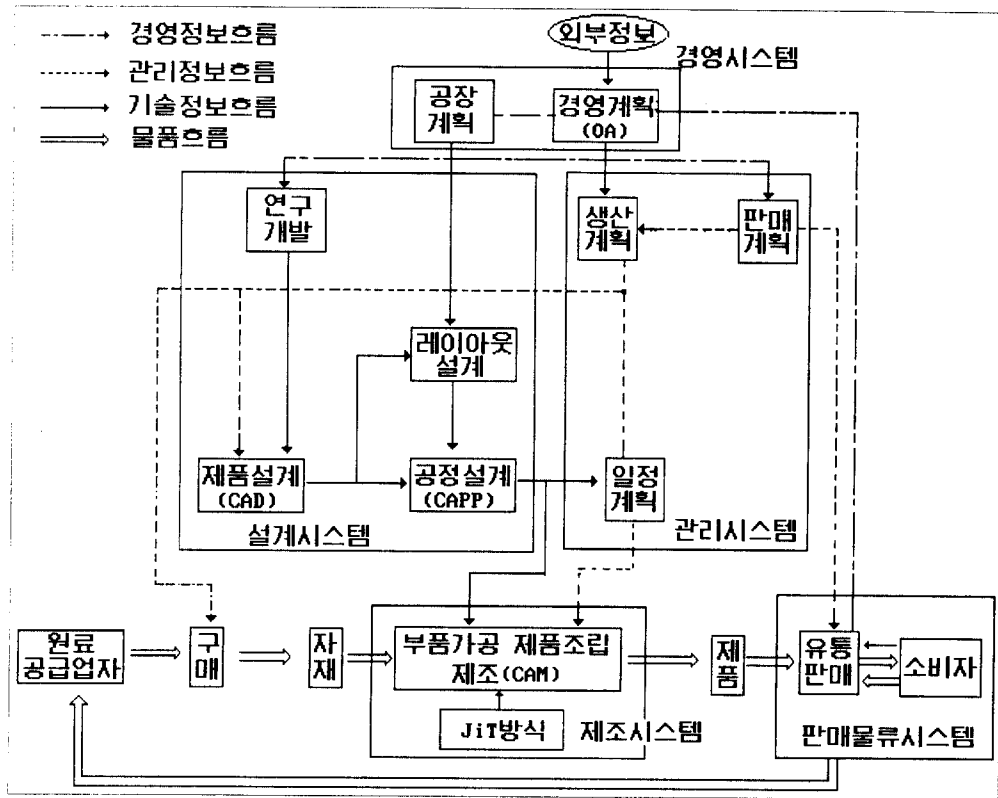 경영정보흐름
관리정보흐름
기술정보흐름
물품흐름
외부정보
경영시스템
공장
계획
경영계획
(OA)
연구
개발
생산
계획
판매
계획
레이아웃
설계
제품설계
(CAD)
공정설계
(CAPP)
일정
계획
설계시스템
관리시스템
원료
공급업자
구
매
자
재
부품가공 제품조립
제조(CAM)
제
품
유통
판매
소비자
JiT방식
제조시스템
판매물류시스템